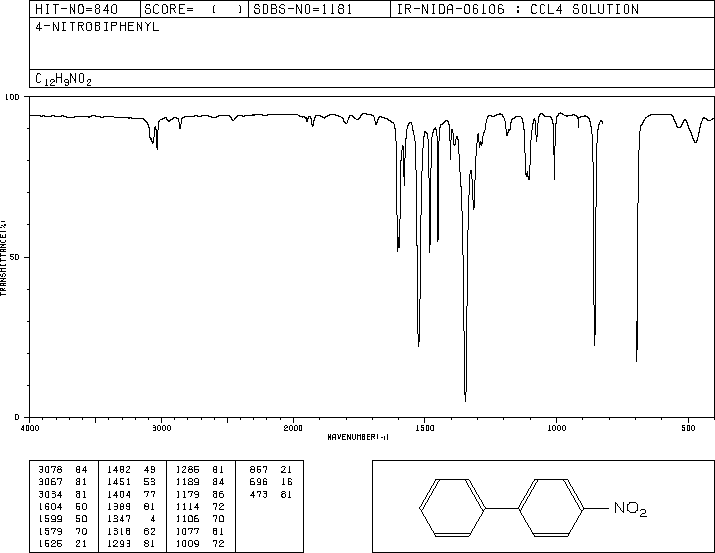 HIT-NO=840 SCORE= ( ) SDBS-NO=1181 IR-NIDA-06106 : CCL4 SOLUTION
4-NITROBIPHENYL
C12H9NO2
100
50
0
TRANSMITTANCE(%)
4000 3000 2000 1500 1000 500
WAVENUMBER(-1)
3078 84 1482 49 1286 81 857 21
3067 81 1451 53 1189 84 696 16
3034 81 1404 77 1179 86 473 81
1604 50 1389 81 1114 72
1599 50 1347 4 1106 70
1579 70 1318 62 1077 81
1525 21 1293 81 1009 72
NO2